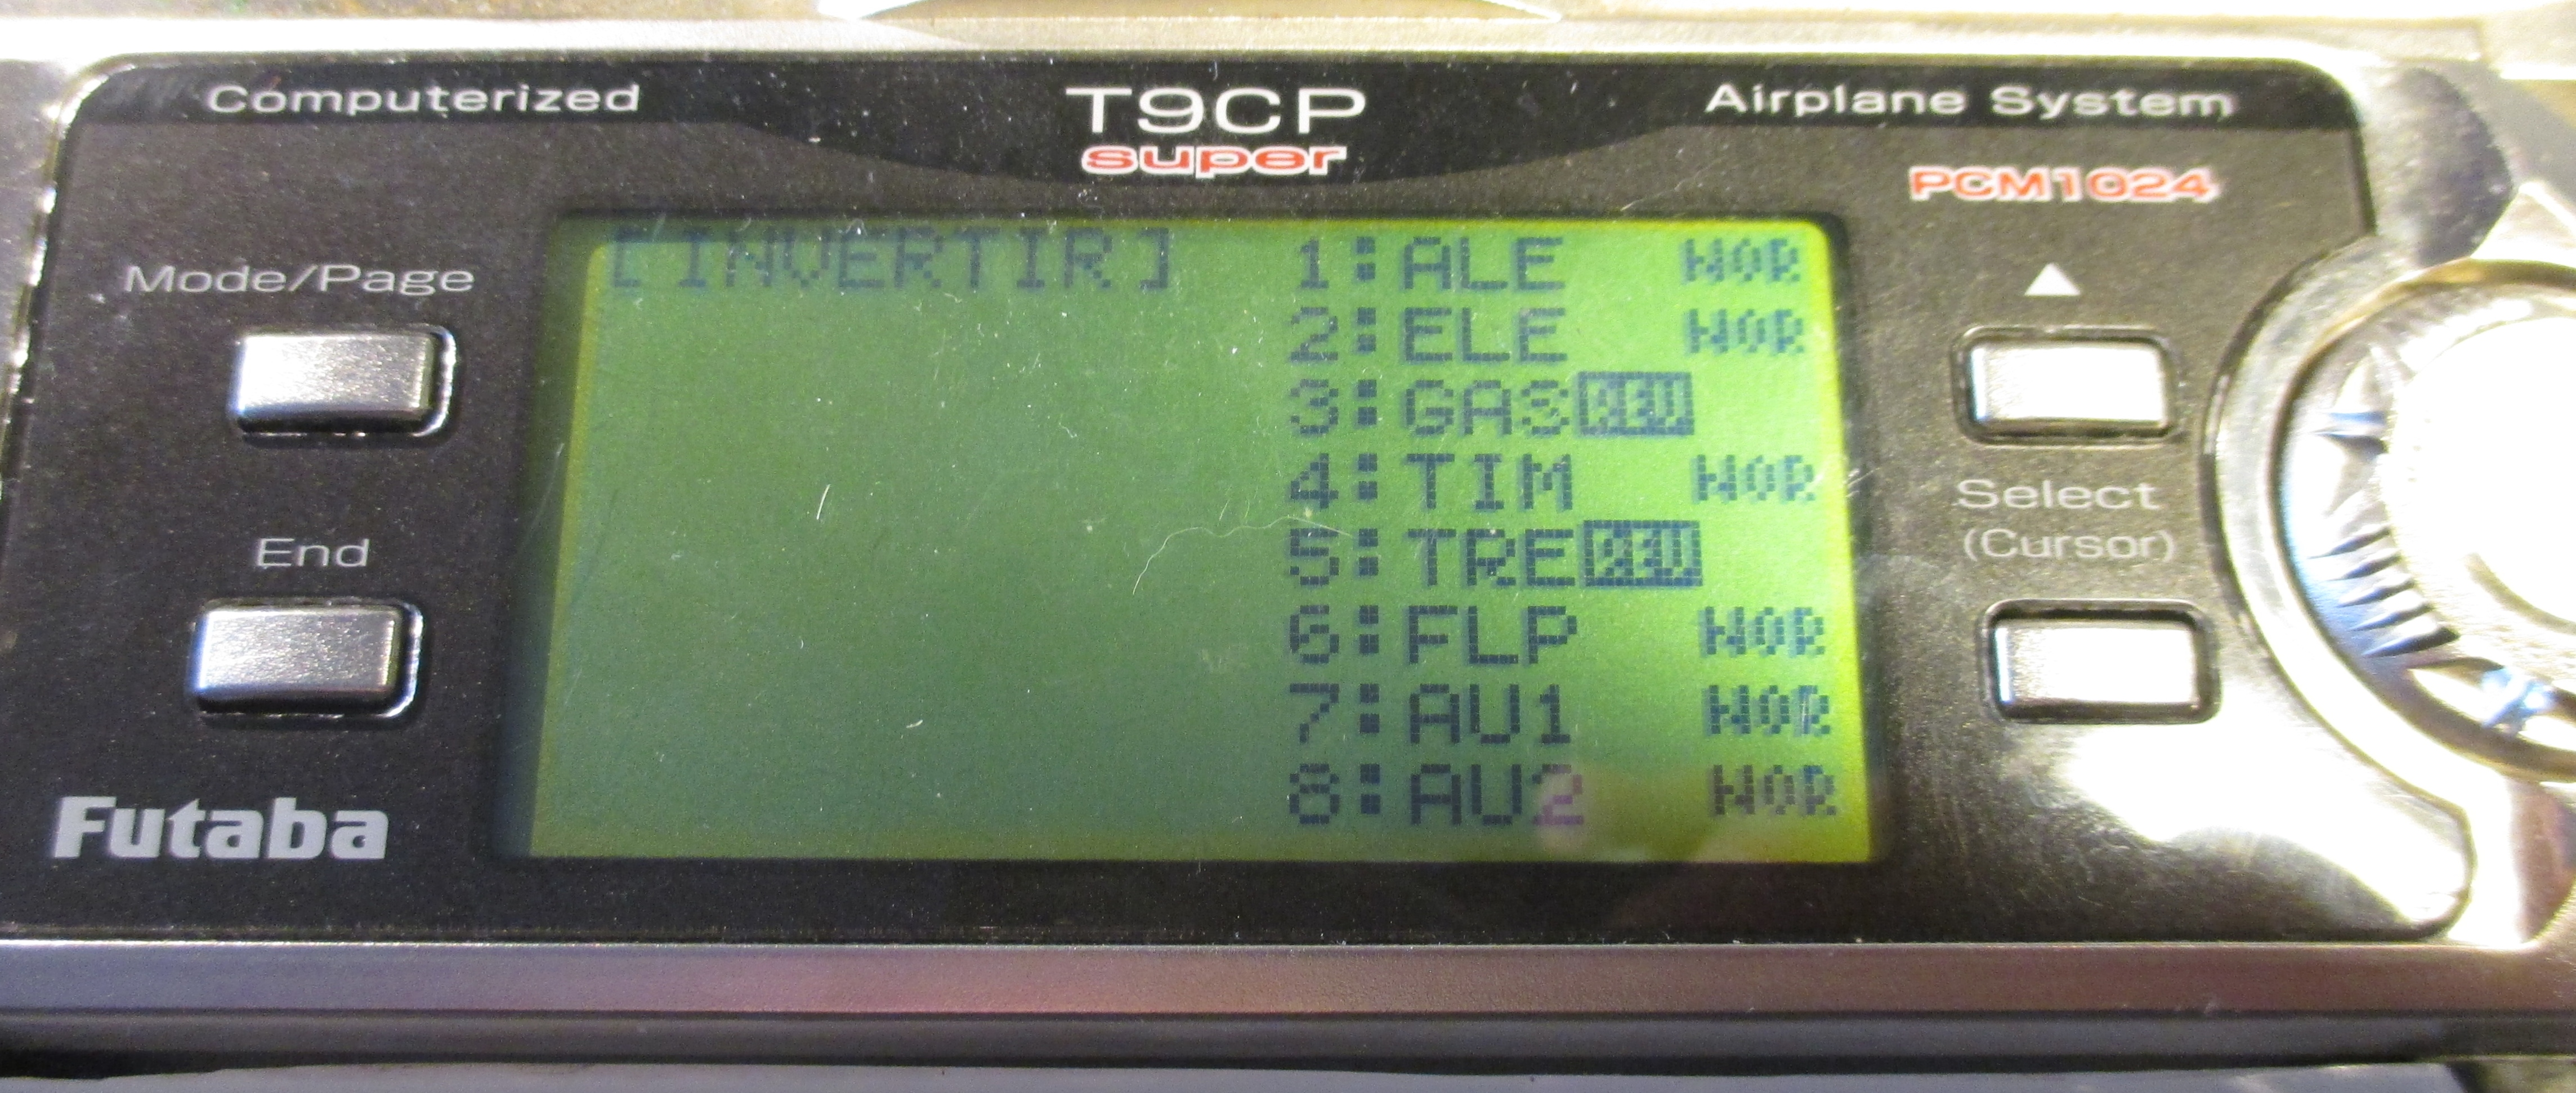 Computerized
T9CP
super
Airplane System
PCM1024
Mode/Page
End
Futaba
[INVERTIR]
1:ALE NOR
2:ELE NOR
3:GAS REV
4:TIM NOR
5:TRE REV
6:FLP NOR
7:AU1 NOR
8:AU2 NOR
Select
(Cursor)